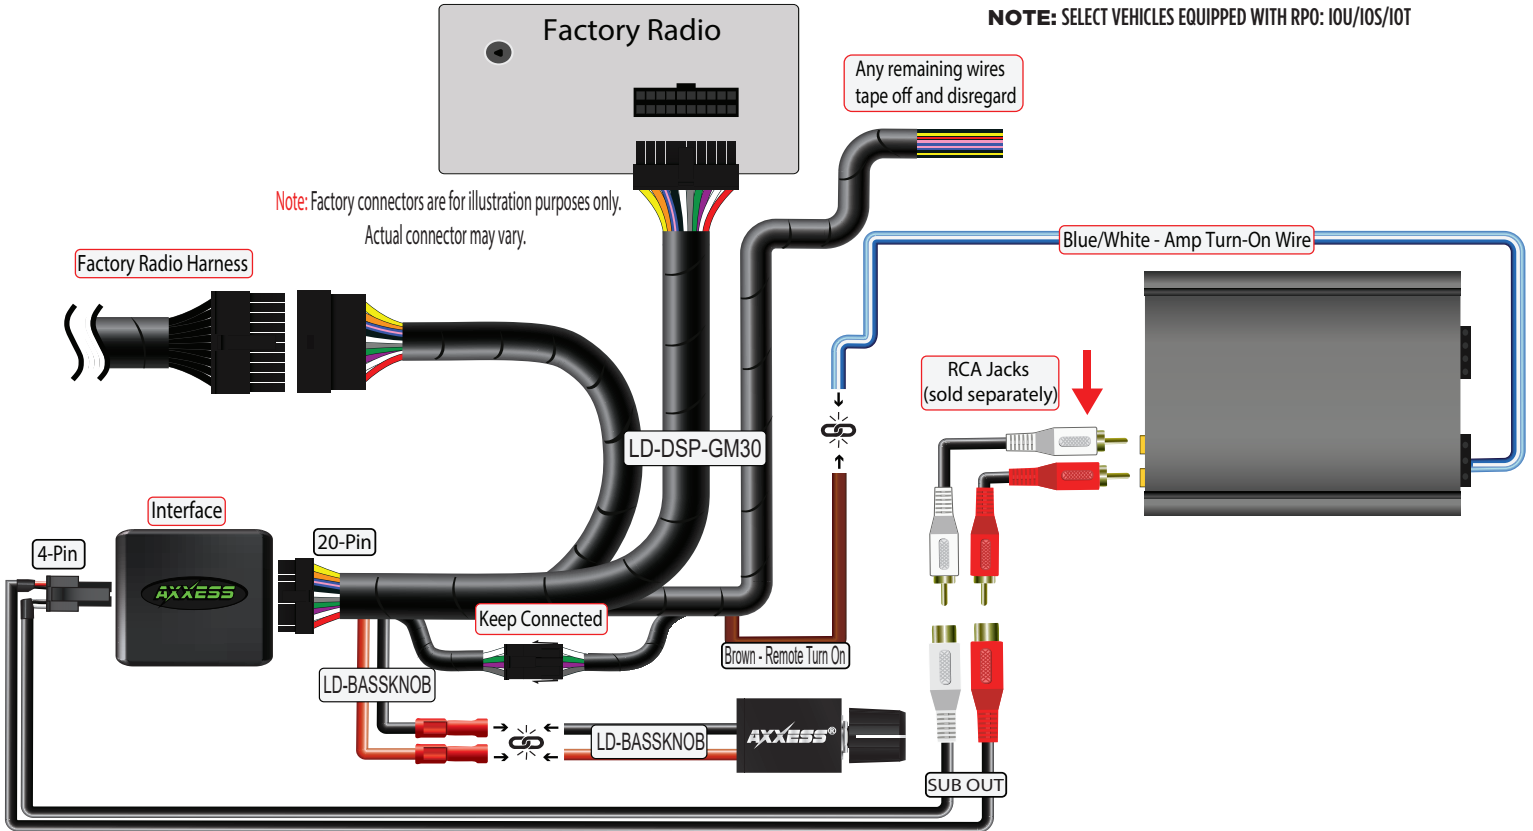 NOTE: SELECT VEHICLES EQUIPPED WITH RPO: IOU/IOS/IOT
Factory Radio
Any remaining wires
tape off and disregard
Note: Factory connectors are for illustration purposes only.
Actual connector may vary.
Blue/White - Amp Turn-On Wire
Factory Radio Harness
RCA Jacks
(sold separately)
LD-DSP-GM30
Interface
20-Pin
4-Pin
AXXESS
Keep Connected
Brown - Remote Turn On
LD-BASSKNOB
LD-BASSKNOB
AXXESS®
SUB OUT